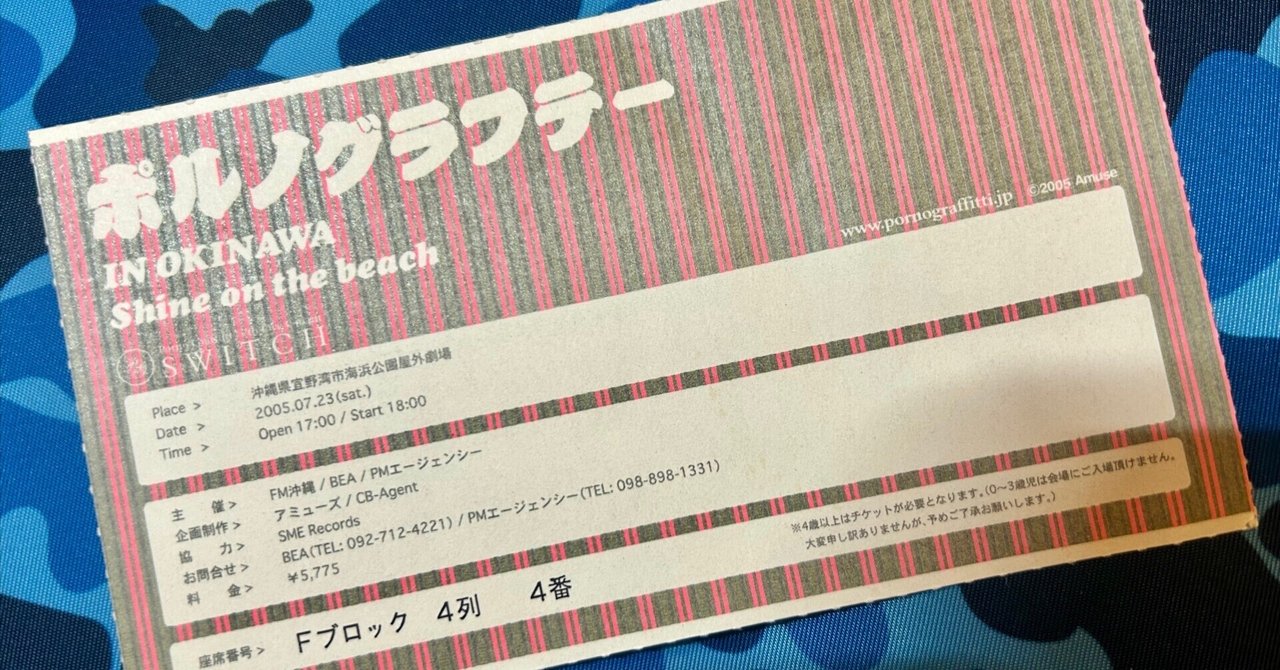 ポルノグラフティー
IN OKINAWA
Shine on the beach
SWITCH
www.pornograffitti.jp ©2005 Amuse
Place > 沖縄県宜野湾市海浜公園屋外劇場
Date > 2005.07.23(sat.)
Time > Open 17:00 / Start 18:00
主 催> FM沖縄 / BEA / PMエージェンシー
企画制作> アミューズ / CB-Agent
協 力> SME Records
お問合せ> BEA(TEL: 092-712-4221) / PMエージェンシー(TEL: 098-898-1331)
料 金> ¥5,775
※4歳以上はチケットが必要となります。(0〜3歳児は会場にご入場頂けません。
大変申し訳ありませんが、予めご了承お願いします。)
座席番号> Fブロック 4列 4番